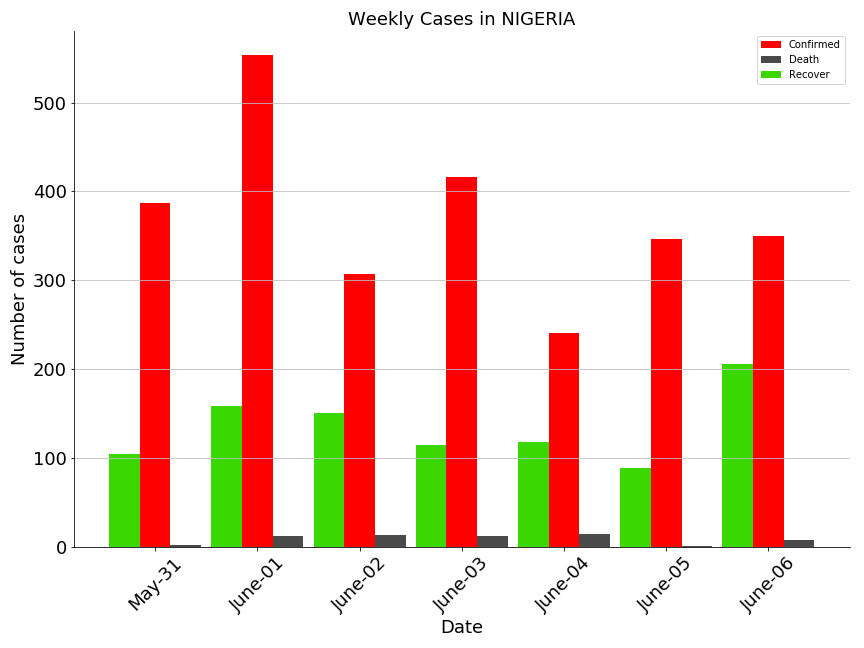 Weekly Cases in NIGERIA
Confirmed
Death
Recover
Number of cases
500
400
300
200
100
0
May-31
June-01
June-02
June-03
June-04
June-05
June-06
Date